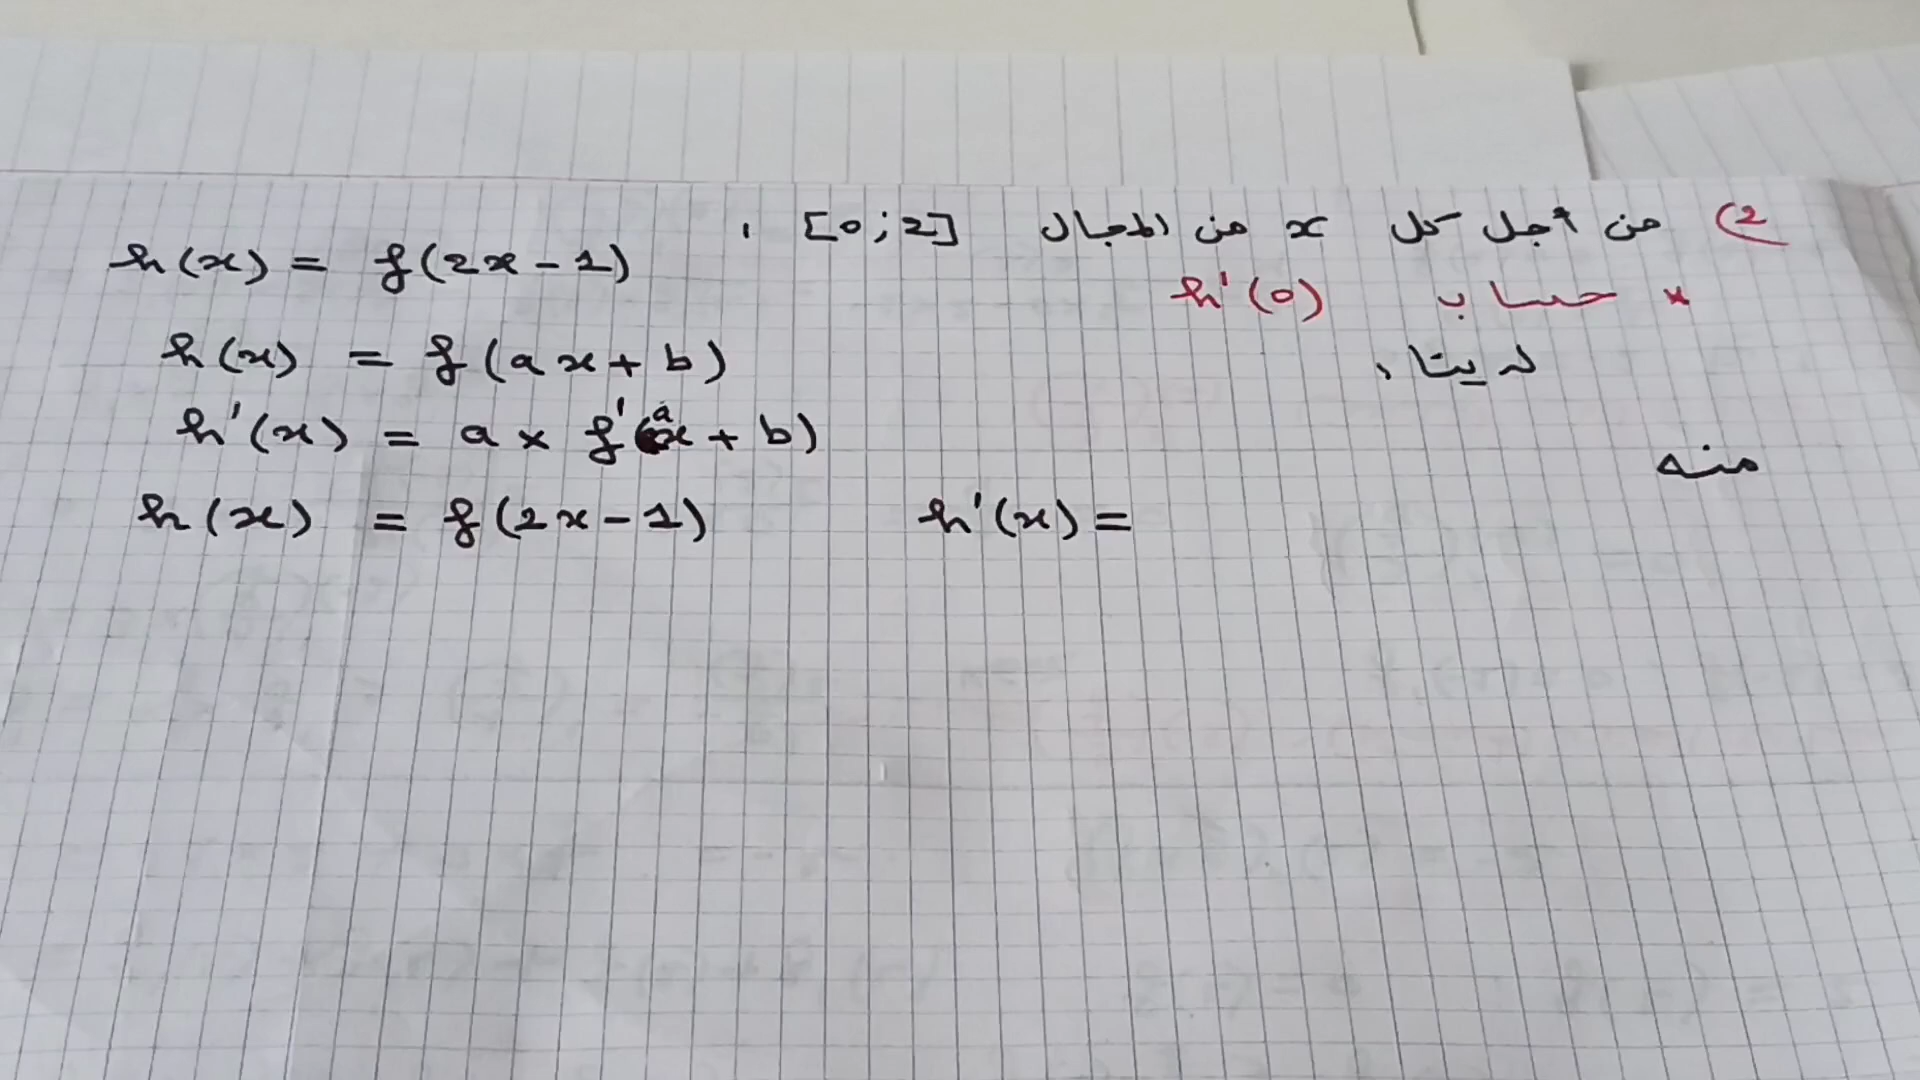 2) من أجل كل x من المجال [0;2] ،
h(x) = f(2x-1)
* حساب h'(0)
لدينا ،
h(x) = f(ax+b)
h'(x) = a × f'(ax+b)
منه
h(x) = f(2x-1) h'(x) =